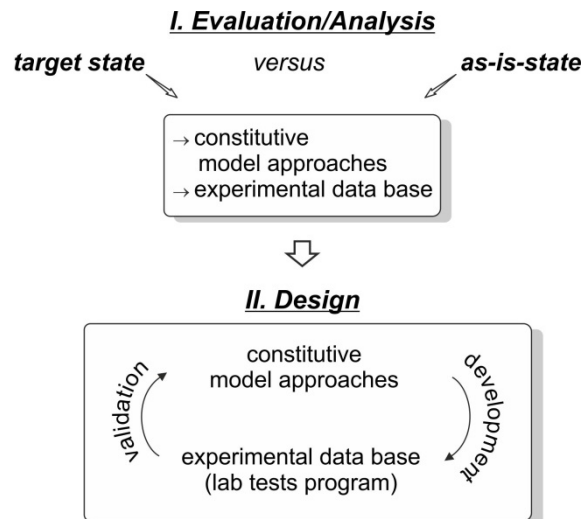 I. Evaluation/Analysis
target state versus as-is-state
→ constitutive
model approaches
→ experimental data base
II. Design
validation
constitutive
model approaches
development
experimental data base
(lab tests program)